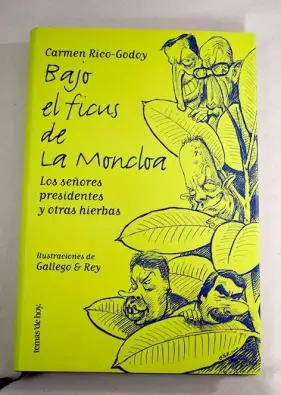 Carmen Rico-Godoy
Bajo
el ficus
de
La Moncloa
Los señores
presidentes
y otras hierbas
Ilustraciones de
Gallego & Rey
temas de hoy.